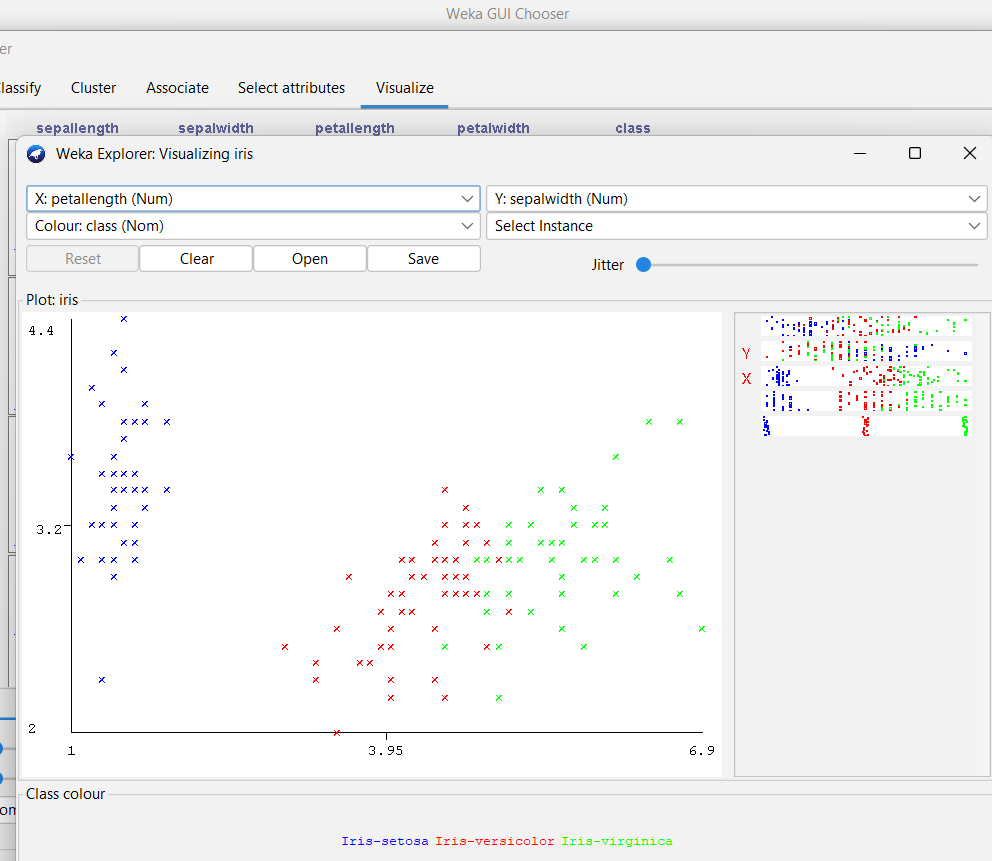 Weka GUI Chooser
er
lassify Cluster Associate Select attributes Visualize
sepallength sepalwidth petallength petalwidth class
Weka Explorer: Visualizing iris
X: petallength (Num) Y: sepalwidth (Num)
Colour: class (Nom) Select Instance
Reset Clear Open Save Jitter
Plot: iris
4.4
Y
X
3.2
2
1 3.95 6.9
Class colour
om
Iris-setosa Iris-versicolor Iris-virginica